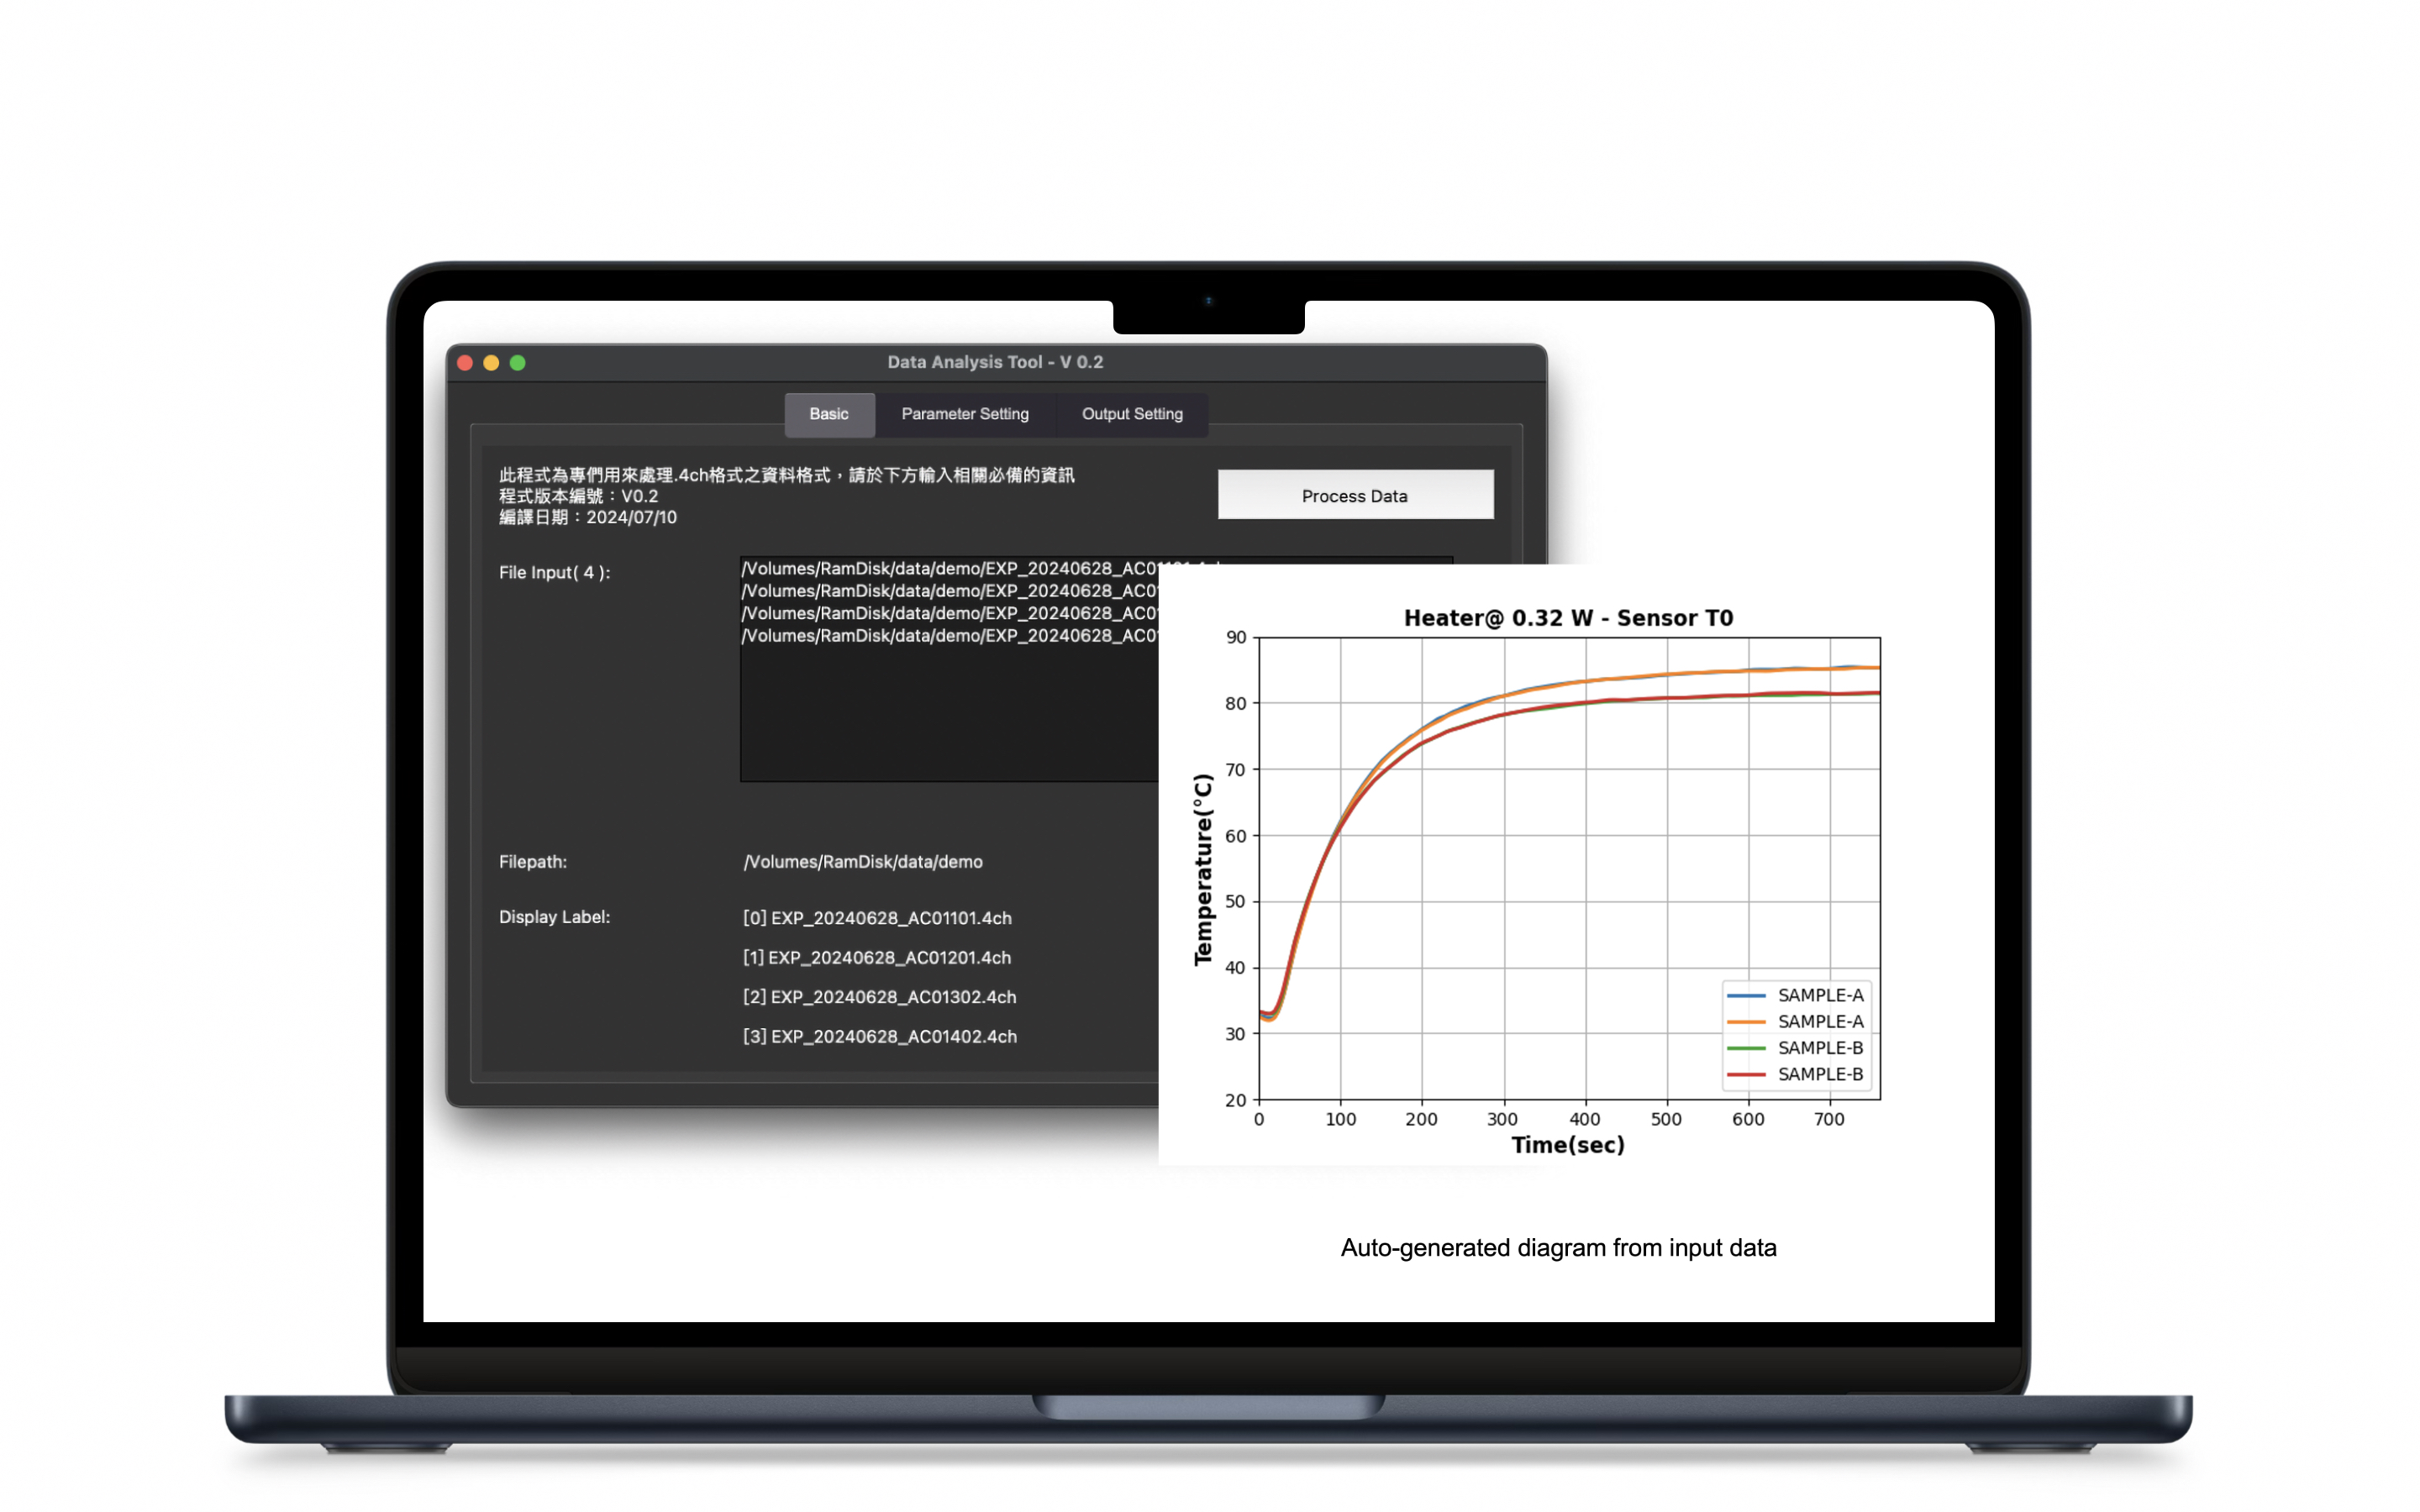 Data Analysis Tool - V 0.2
Basic
Parameter Setting
Output Setting
此程式為專們用來處理.4ch格式之資料格式，請於下方輸入相關必備的資訊
程式版本編號：V0.2
編譯日期：2024/07/10
Process Data
File Input( 4 ):
/Volumes/RamDisk/data/demo/EXP_20240628_AC01
/Volumes/RamDisk/data/demo/EXP_20240628_AC0
/Volumes/RamDisk/data/demo/EXP_20240628_AC0
/Volumes/RamDisk/data/demo/EXP_20240628_AC0
Filepath:
/Volumes/RamDisk/data/demo
Display Label:
[0] EXP_20240628_AC01101.4ch
[1] EXP_20240628_AC01201.4ch
[2] EXP_20240628_AC01302.4ch
[3] EXP_20240628_AC01402.4ch
Heater@ 0.32 W - Sensor T0
Temperature(°C)
90
80
70
60
50
40
30
20
SAMPLE-A
SAMPLE-A
SAMPLE-B
SAMPLE-B
0 100 200 300 400 500 600 700
Time(sec)
Auto-generated diagram from input data